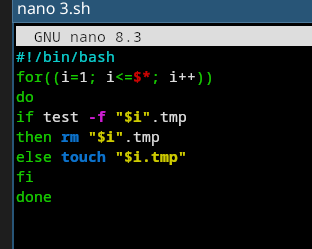 nano 3.sh
GNU nano 8.3
#!/bin/bash
for((i=1; i<=$*; i++))
do
if test -f "$i".tmp
then rm "$i".tmp
else touch "$i.tmp"
fi
done